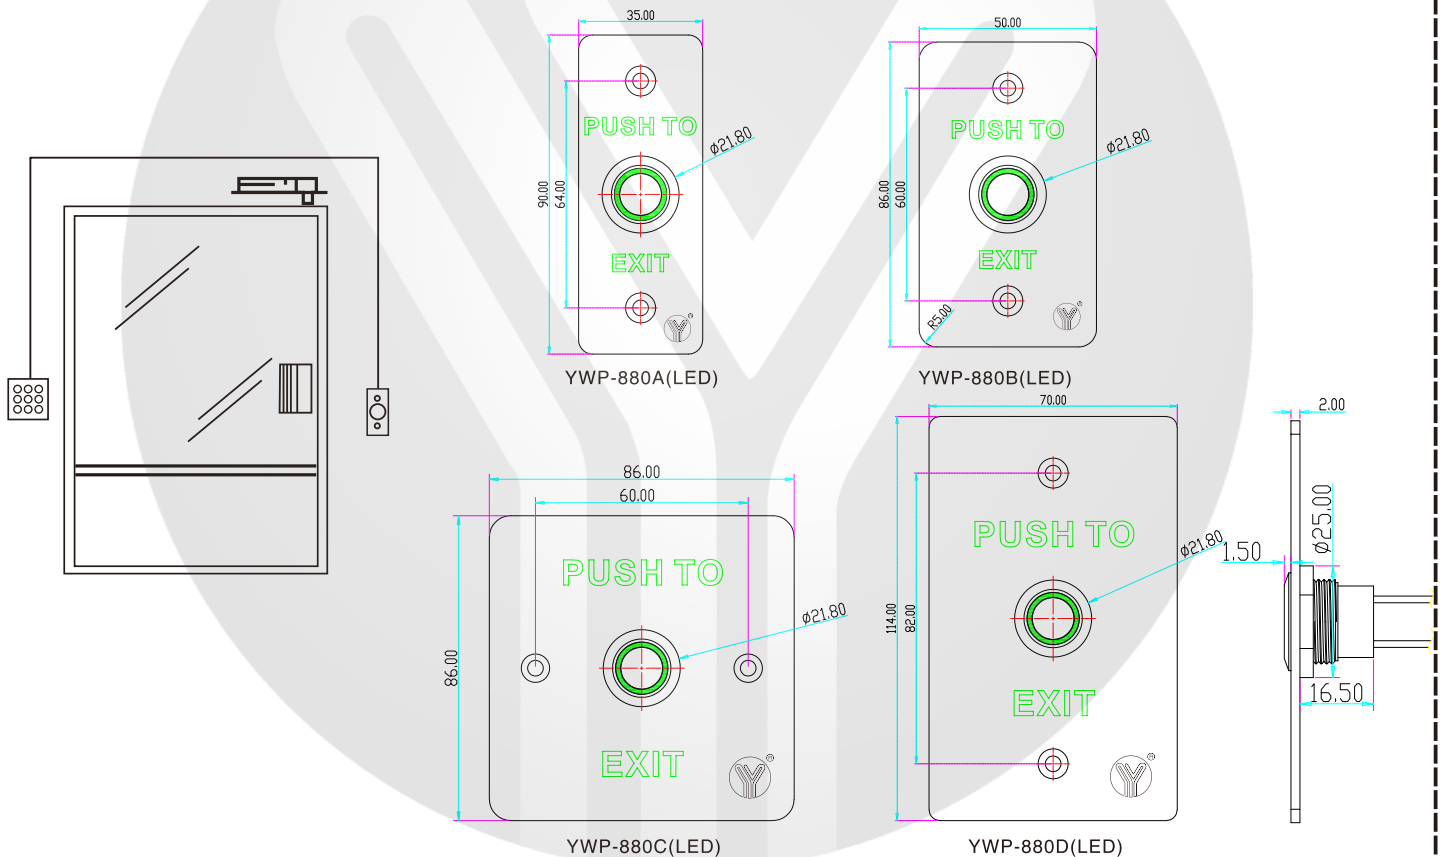 35.00
90.00
64.00
PUSH TO
Ø21.80
EXIT
YWP-880A(LED)
50.00
86.00
60.00
PUSH TO
Ø21.80
EXIT
R5.00
YWP-880B(LED)
86.00
60.00
86.00
PUSH TO
Ø21.80
EXIT
YWP-880C(LED)
70.00
114.00
82.00
PUSH TO
Ø21.80
EXIT
YWP-880D(LED)
2.00
Ø25.00
1.50
16.50